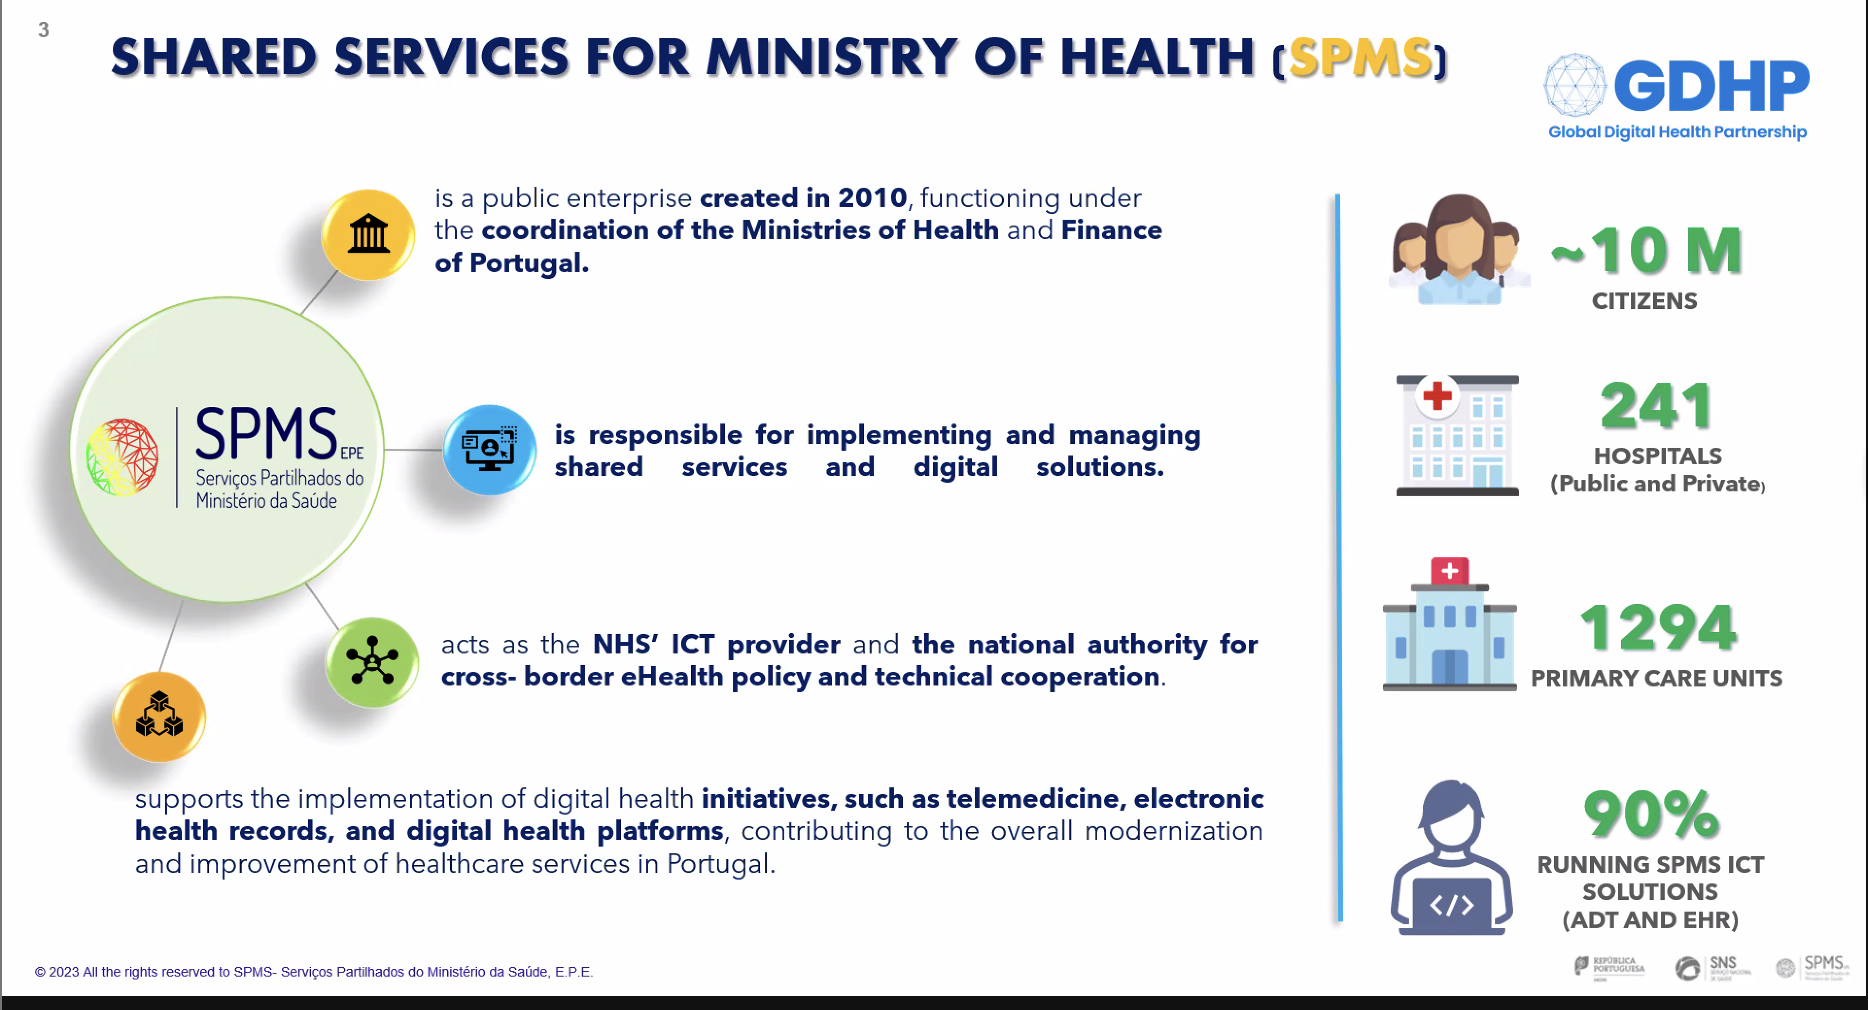 3
SHARED SERVICES FOR MINISTRY OF HEALTH (SPMS)
GDHP
Global Digital Health Partnership
is a public enterprise created in 2010, functioning under
the coordination of the Ministries of Health and Finance
of Portugal.
SPMS EPE
Serviços Partilhados do
Ministério da Saúde
is responsible for implementing and managing
shared services and digital solutions.
acts as the NHS’ ICT provider and the national authority for
cross- border eHealth policy and technical cooperation.
supports the implementation of digital health initiatives, such as telemedicine, electronic
health records, and digital health platforms, contributing to the overall modernization
and improvement of healthcare services in Portugal.
~10 M
CITIZENS
241
HOSPITALS
(Public and Private)
1294
PRIMARY CARE UNITS
90%
RUNNING SPMS ICT
SOLUTIONS
(ADT AND EHR)
</>
© 2023 All the rights reserved to SPMS- Serviços Partilhados do Ministério da Saúde, E.P.E.
REPÚBLICA
PORTUGUESA
SNS
SERVIÇO NACIONAL
DE SAÚDE
SPMS